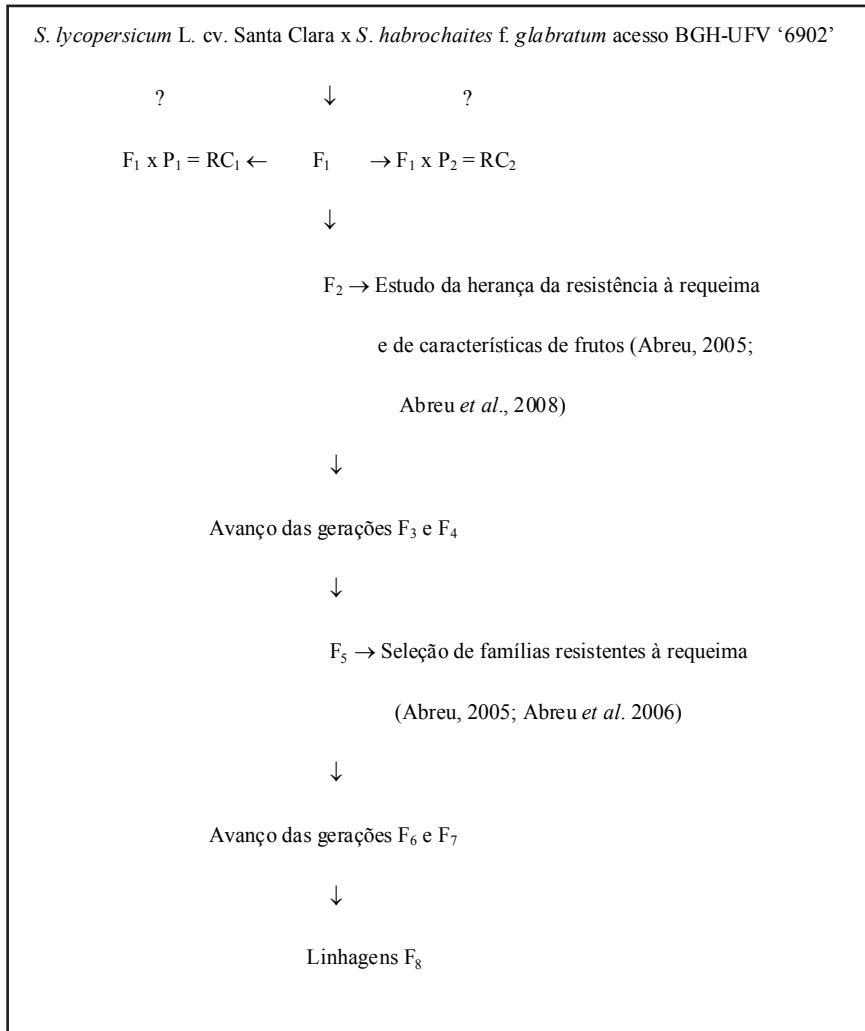 S. lycopersicum L. cv. Santa Clara x S. habrochaites f. glabratum acesso BGH-UFV ‘6902’
? ↓ ?
F₁ x P₁ = RC₁ ← F₁ → F₁ x P₂ = RC₂
↓
F₂ → Estudo da herança da resistência à requeima
e de características de frutos (Abreu, 2005;
Abreu et al., 2008)
↓
Avanço das gerações F₃ e F₄
↓
F₅ → Seleção de famílias resistentes à requeima
(Abreu, 2005; Abreu et al. 2006)
↓
Avanço das gerações F₆ e F₇
↓
Linhagens F₈